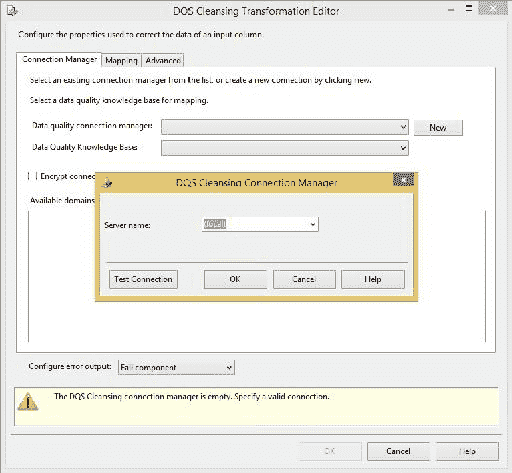 DQS Cleansing Transformation Editor
Configure the properties used to correct the data of an input column.
Connection Manager Mapping Advanced
Select an existing connection manager from the list, or create a new connection by clicking new.
Select a data quality knowledge base for mapping.
Data quality connection manager: New
Data Quality Knowledge Base:
Encrypt connec
DQS Cleansing Connection Manager
Available domains
Server name: (local)
Test Connection OK Cancel Help
Configure error output: Fail component
The DQS Cleansing connection manager is empty. Specify a valid connection.
OK Cancel Help